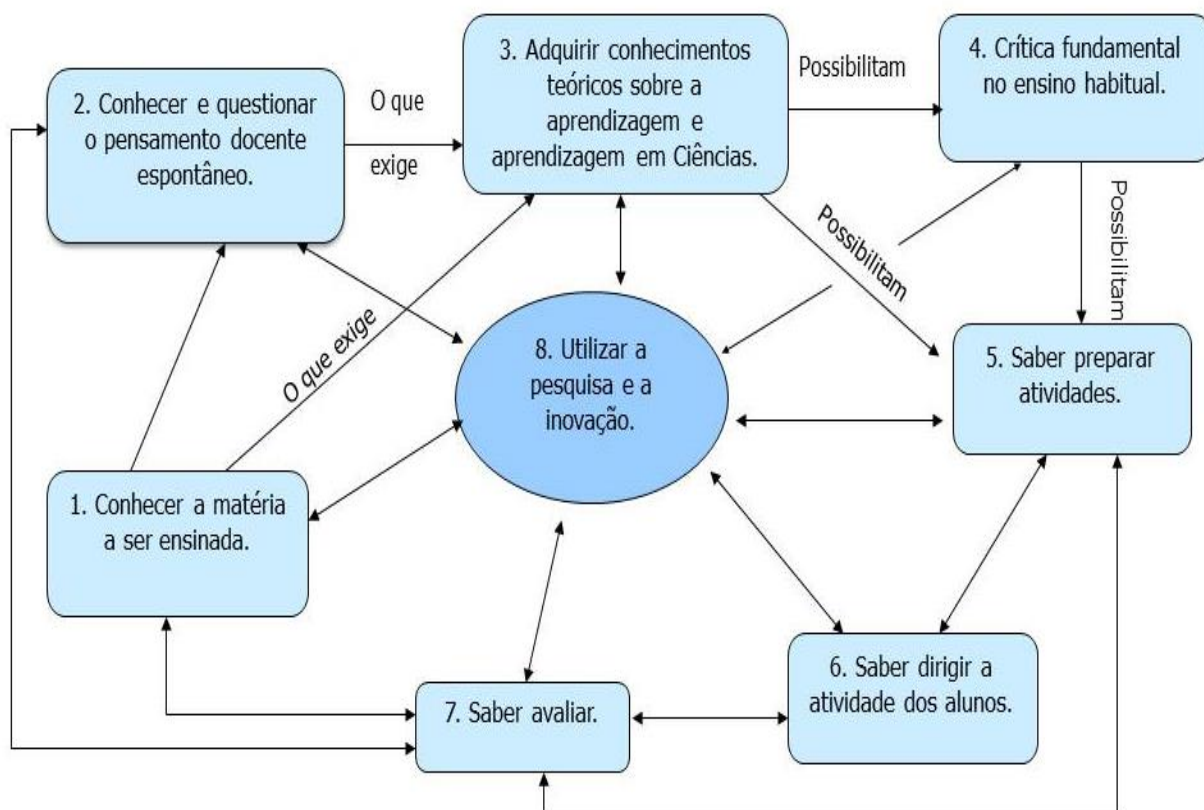 3. Adquirir conhecimentos
teóricos sobre a
aprendizagem e
aprendizagem em Ciências.
4. Crítica fundamental
no ensino habitual.
Possibilitam
2. Conhecer e questionar
o pensamento docente
espontâneo.
O que
exige
Possibilitam
Possibilitam
O que exige
8. Utilizar a
pesquisa e a
inovação.
5. Saber preparar
atividades.
1. Conhecer a matéria
a ser ensinada.
6. Saber dirigir a
atividade dos alunos.
7. Saber avaliar.